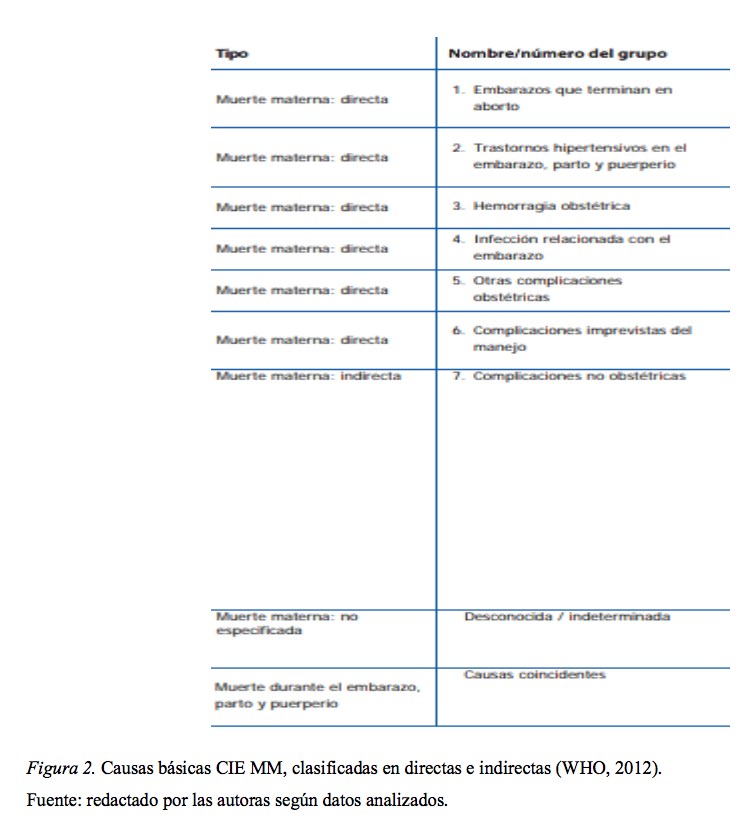 Tipo Nombre/número del grupo
Muerte materna: directa 1. Embarazos que terminan en
aborto
Muerte materna: directa 2. Trastornos hipertensivos en el
embarazo, parto y puerperio
Muerte materna: directa 3. Hemorragia obstétrica
Muerte materna: directa 4. Infección relacionada con el
embarazo
Muerte materna: directa 5. Otras complicaciones
obstétricas
Muerte materna: directa 6. Complicaciones imprevistas del
manejo
Muerte materna: indirecta 7. Complicaciones no obstétricas
Muerte materna: no Desconocida / indeterminada
especificada
Causas coincidentes
Muerte durante el embarazo,
parto y puerperio
Figura 2. Causas básicas CIE MM, clasificadas en directas e indirectas (WHO, 2012).
Fuente: redactado por las autoras según datos analizados.